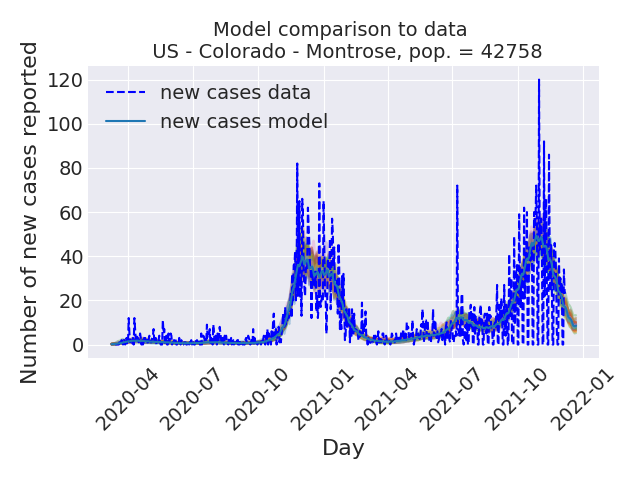 Model comparison to data
US - Colorado - Montrose, pop. = 42758
Number of new cases reported
120
100
80
60
40
20
0
new cases data
new cases model
2020-04
2020-07
2020-10
2021-01
2021-04
2021-07
2021-10
2022-01
Day